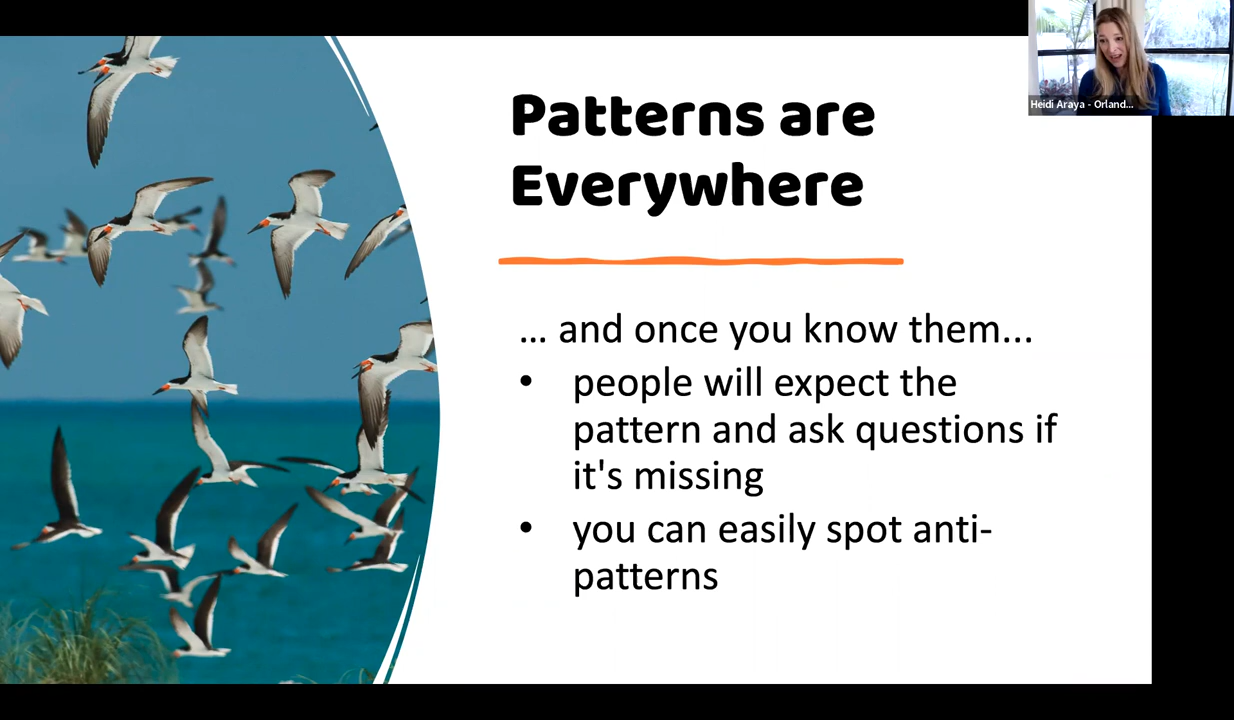 Heidi Araya - Orland...
Patterns are
Everywhere
... and once you know them...
• people will expect the
pattern and ask questions if
it's missing
• you can easily spot anti-
patterns